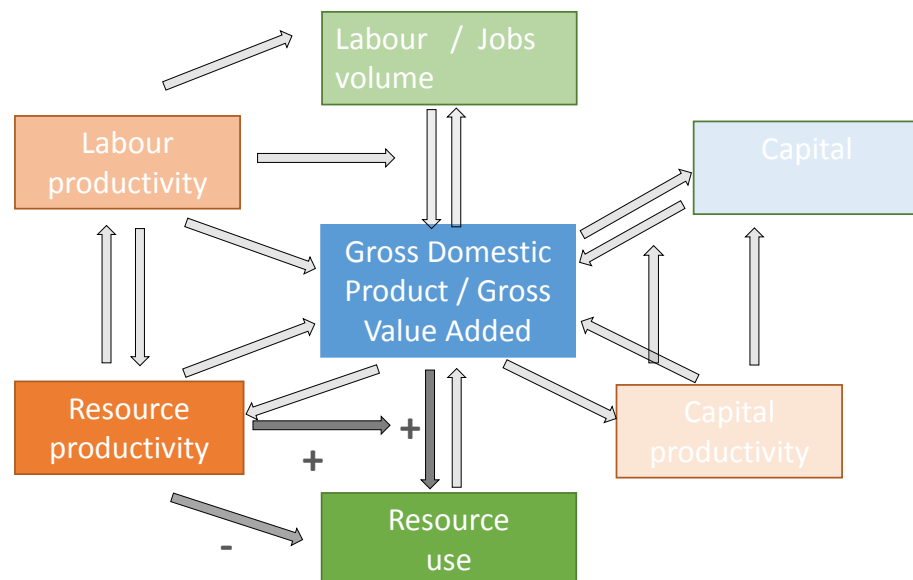 Labour / Jobs
volume
Labour
productivity
Capital
Gross Domestic
Product / Gross
Value Added
Resource
productivity
+
+
Capital
productivity
-
Resource
use